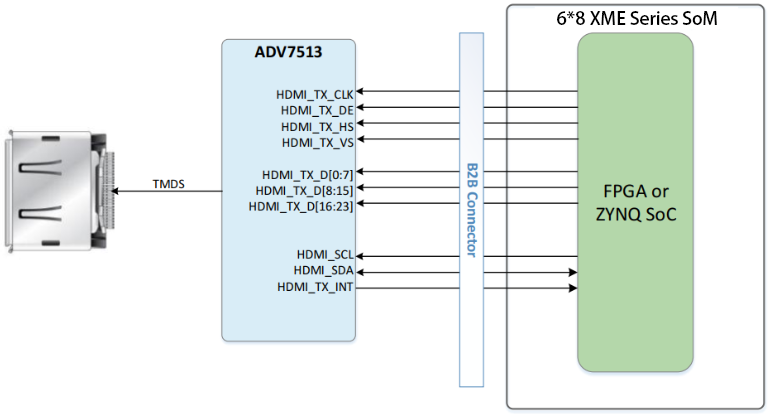 6*8 XME Series SoM
ADV7513
HDMI_TX_CLK
HDMI_TX_DE
HDMI_TX_HS
HDMI_TX_VS
HDMI_TX_D[0:7]
HDMI_TX_D[8:15]
HDMI_TX_D[16:23]
HDMI_SCL
HDMI_SDA
HDMI_TX_INT
TMDS
B2B Connector
FPGA or
ZYNQ SoC